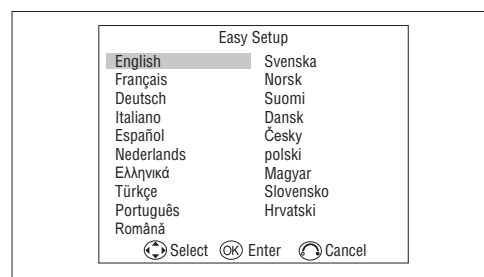 Easy Setup
English
Français
Deutsch
Italiano
Español
Nederlands
Ελληνικά
Türkçe
Português
Română
Svenska
Norsk
Suomi
Dansk
Česky
polski
Magyar
Slovensko
Hrvatski
Select OK Enter Cancel